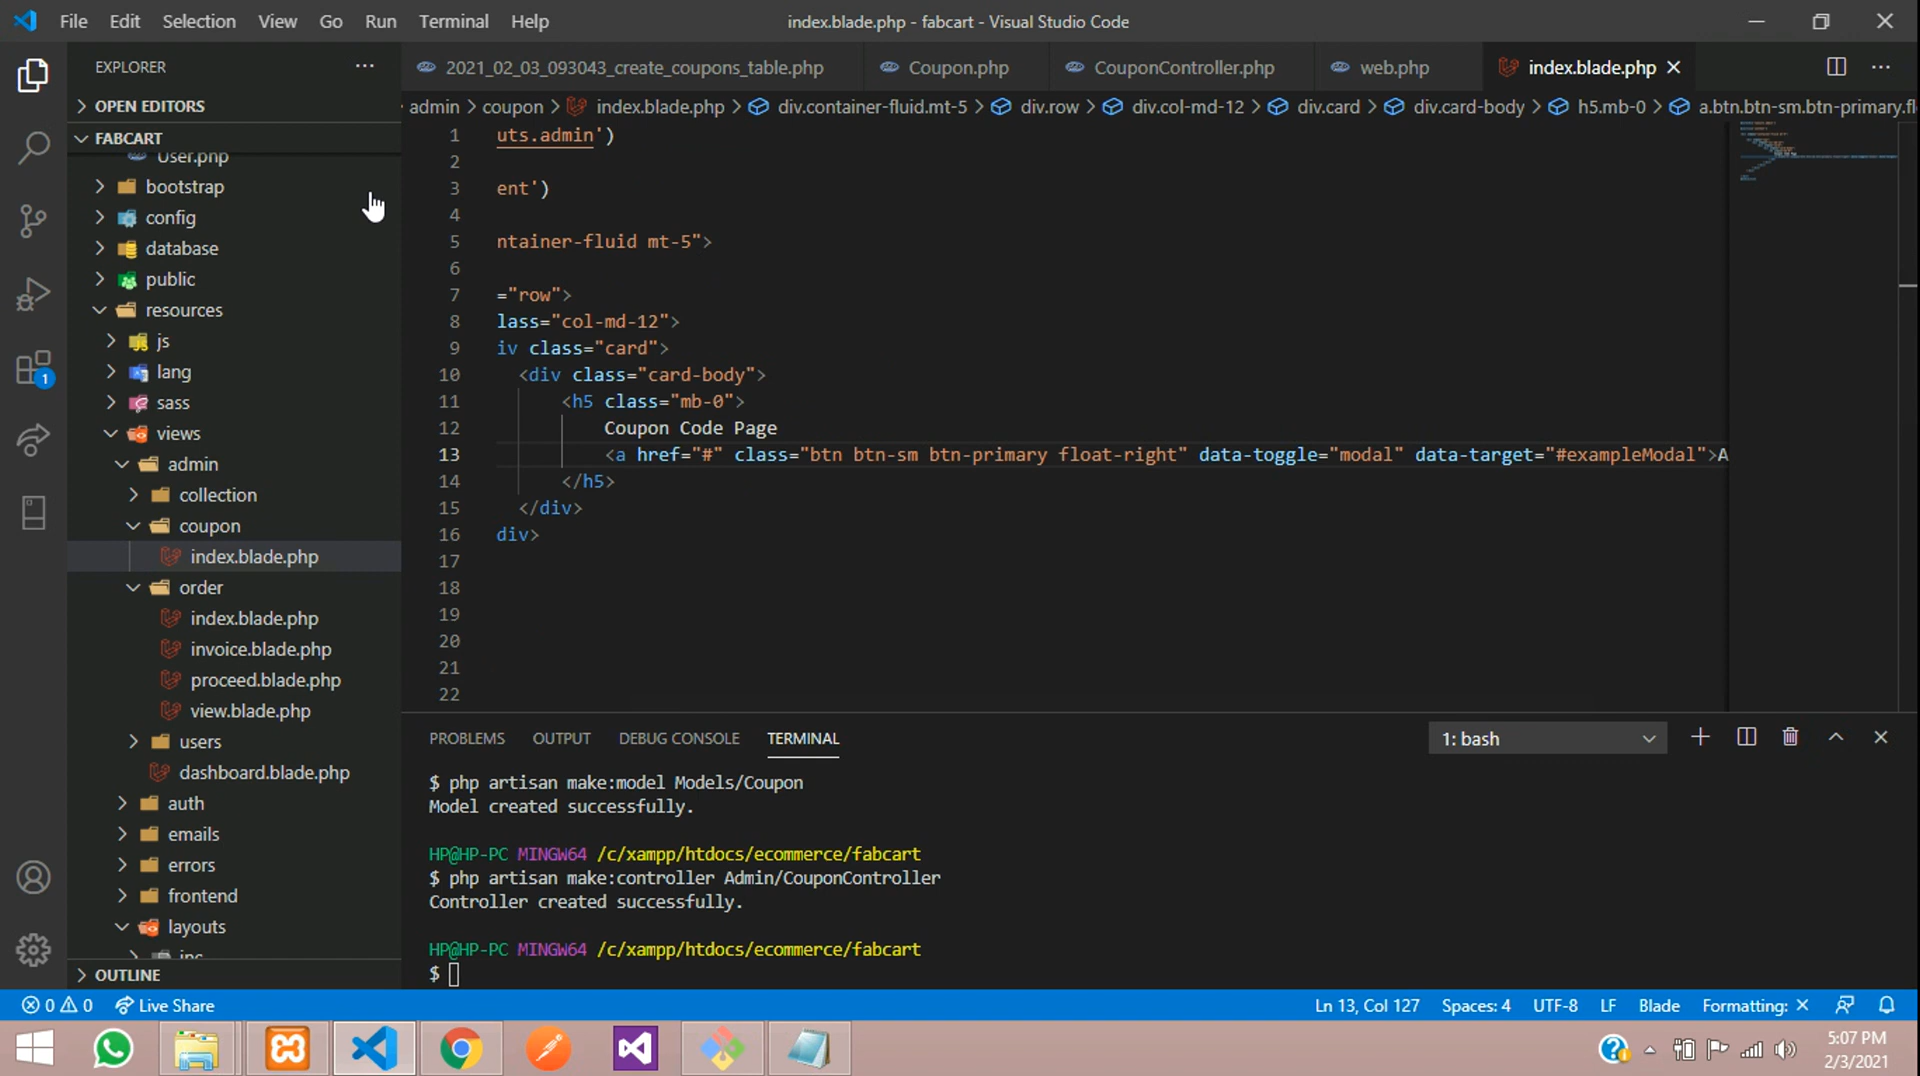 File Edit Selection View Go Run Terminal Help
index.blade.php - fabcart - Visual Studio Code
EXPLORER
2021_02_03_093043_create_coupons_table.php Coupon.php CouponController.php web.php index.blade.php
OPEN EDITORS
admin > coupon > index.blade.php > div.container-fluid.mt-5 > div.row > div.col-md-12 > div.card > div.card-body > h5.mb-0 > a.btn.btn-sm.btn-primary.fl
FABCART
User.php
bootstrap
config
database
public
resources
js
lang
sass
views
admin
collection
coupon
index.blade.php
order
index.blade.php
invoice.blade.php
proceed.blade.php
view.blade.php
users
dashboard.blade.php
auth
emails
errors
frontend
layouts
inc
OUTLINE
1 uts.admin')
2
3 ent')
4
5 ntainer-fluid mt-5">
6
7 ="row">
8 lass="col-md-12">
9 iv class="card">
10 <div class="card-body">
11 <h5 class="mb-0">
12 Coupon Code Page
13 <a href="#" class="btn btn-sm btn-primary float-right" data-toggle="modal" data-target="#exampleModal">A
14 </h5>
15 </div>
16 div>
17
18
19
20
21
22
PROBLEMS OUTPUT DEBUG CONSOLE TERMINAL
1: bash
$ php artisan make:model Models/Coupon
Model created successfully.
HP@HP-PC MINGW64 /c/xampp/htdocs/ecommerce/fabcart
$ php artisan make:controller Admin/CouponController
Controller created successfully.
HP@HP-PC MINGW64 /c/xampp/htdocs/ecommerce/fabcart
$
1
0 0 Live Share
Ln 13, Col 127 Spaces: 4 UTF-8 LF Blade Formatting: ×
5:07 PM
2/3/2021